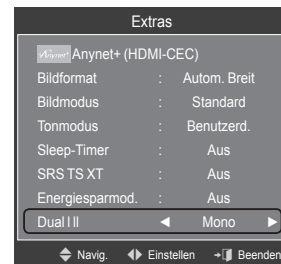 Extras
Anynet+ Anynet+ (HDMI-CEC)
Bildformat : Autom. Breit
Bildmodus : Standard
Tonmodus : Benutzerd.
Sleep-Timer : Aus
SRS TS XT : Aus
Energiesparmod. : Aus
Dual I II ◄ Mono ►
Navig. Einstellen Beenden